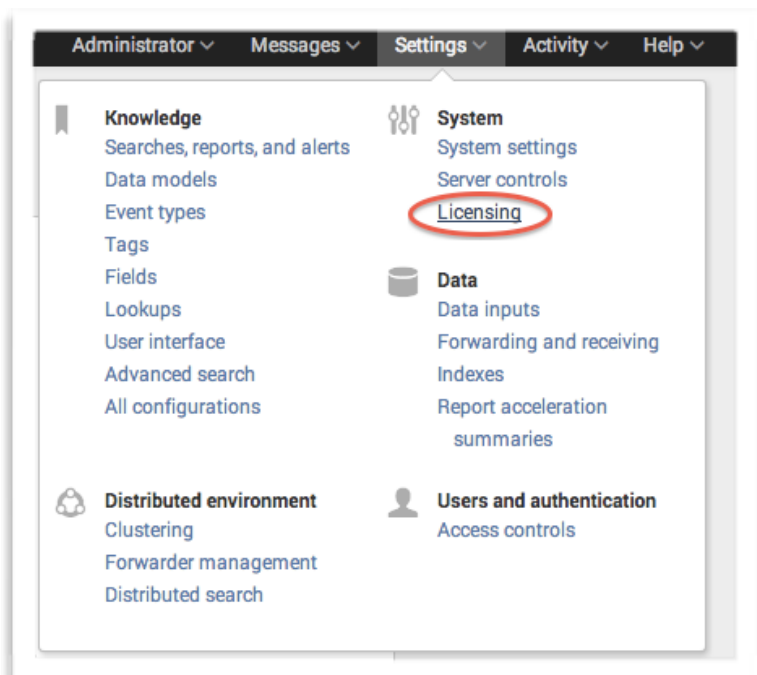 Administrator Messages Settings Activity Help
Knowledge
Searches, reports, and alerts
Data models
Event types
Tags
Fields
Lookups
User interface
Advanced search
All configurations
System
System settings
Server controls
Licensing
Data
Data inputs
Forwarding and receiving
Indexes
Report acceleration
summaries
Distributed environment
Clustering
Forwarder management
Distributed search
Users and authentication
Access controls